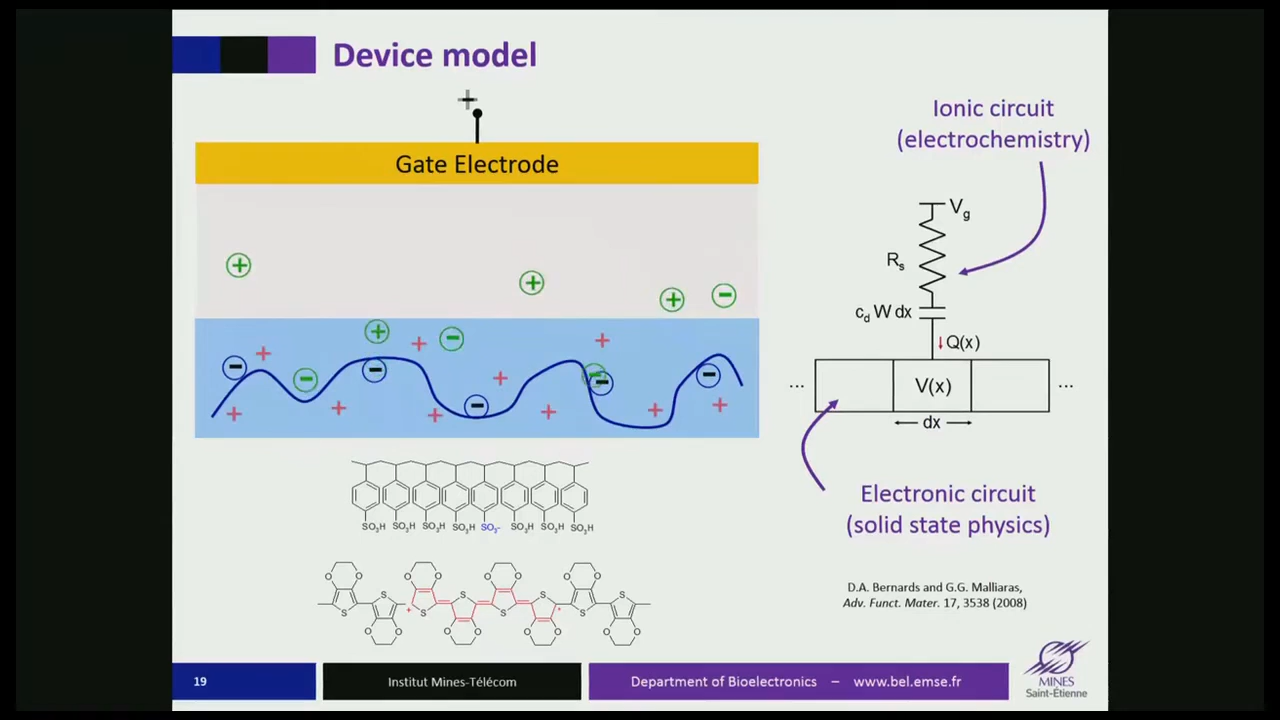 Device model
Gate Electrode
Ionic circuit
(electrochemistry)
Vg
Rs
cd W dx
Q(x)
... V(x) ...
dx
Electronic circuit
(solid state physics)
SO3H SO3H SO3H SO3H SO3- SO3H SO3H SO3H
O O O O O O
S S S S S S S S
O O O O O O
D.A. Bernards and G.G. Malliaras,
Adv. Funct. Mater. 17, 3538 (2008)
19
Institut Mines-Télécom
Department of Bioelectronics – www.bel.emse.fr
MINES
Saint-Étienne